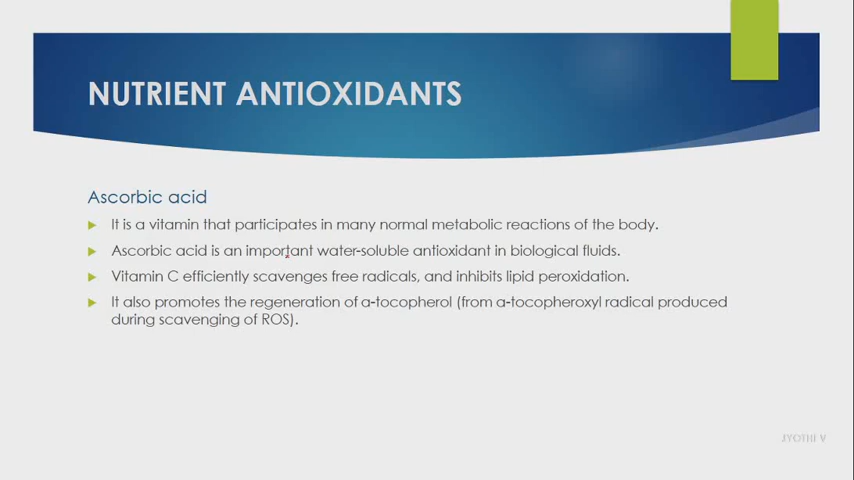 NUTRIENT ANTIOXIDANTS
Ascorbic acid
It is a vitamin that participates in many normal metabolic reactions of the body.
Ascorbic acid is an important water-soluble antioxidant in biological fluids.
Vitamin C efficiently scavenges free radicals, and inhibits lipid peroxidation.
It also promotes the regeneration of α-tocopherol (from α-tocopheroxyl radical produced
during scavenging of ROS).
JYOTHI V